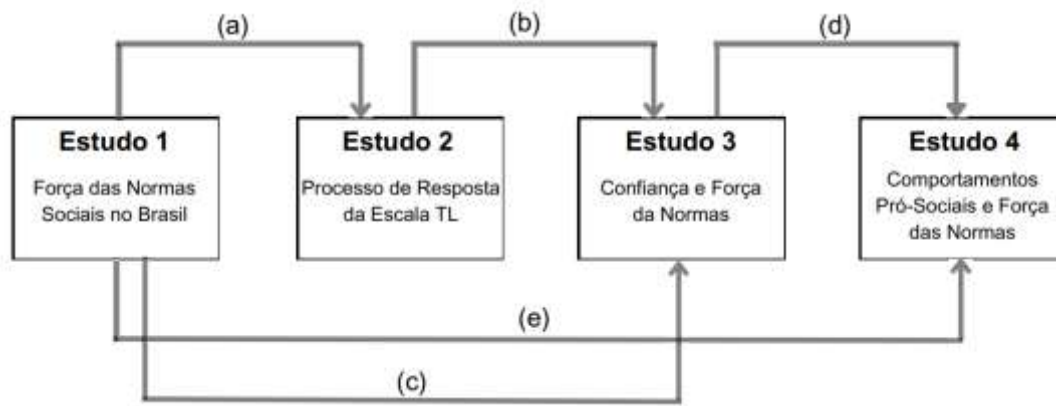 (a)
(b)
(d)
Estudo 1
Força das Normas
Sociais no Brasil
Estudo 2
Processo de Resposta
da Escala TL
Estudo 3
Confiança e Força
da Normas
Estudo 4
Comportamentos
Pró-Sociais e Força
das Normas
(e)
(c)